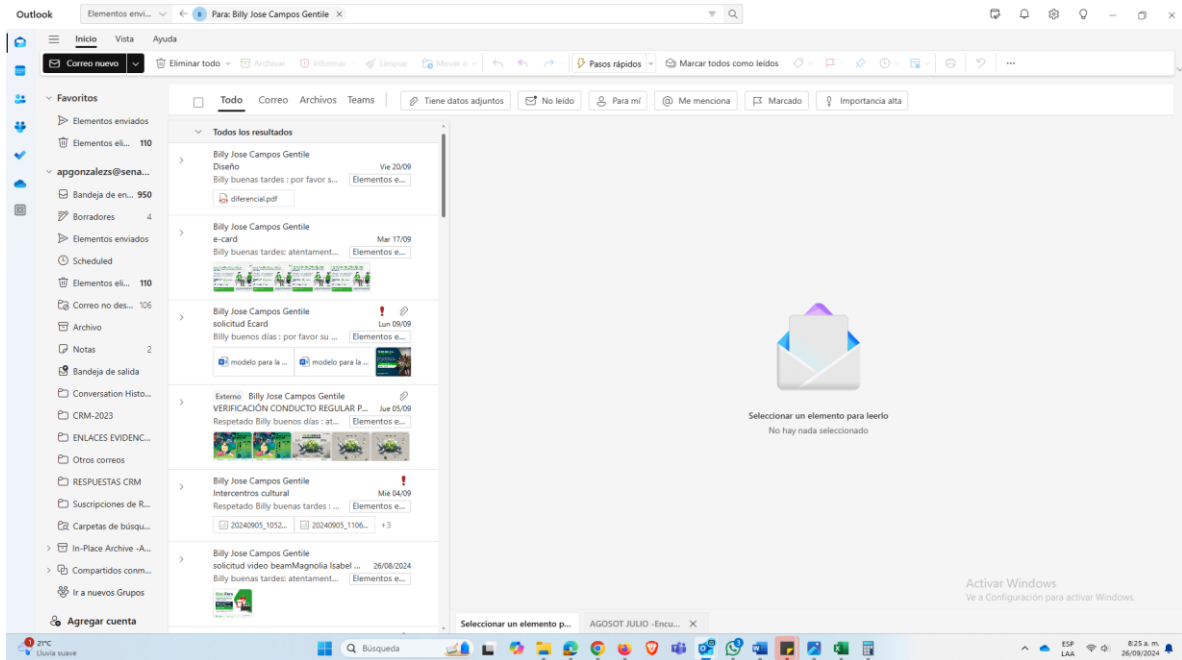 Outlook
Elementos envi...
B Para: Billy Jose Campos Gentile
Inicio Vista Ayuda
Correo nuevo
Eliminar todo Archivar Informar Limpiar Mover a Pasos rápidos Marcar todos como leídos
Favoritos
Elementos enviados
Elementos eli... 110
apgonzalezs@sena...
Bandeja de en... 950
Borradores 4
Elementos enviados
Scheduled
Elementos eli... 110
Correo no des... 106
Archivo
Notas 2
Bandeja de salida
Conversation Histo...
CRM-2023
ENLACES EVIDENC...
Otros correos
RESPUESTAS CRM
Suscripciones de R...
Carpetas de búsqu...
In-Place Archive -A...
Compartidos conm...
Ir a nuevos Grupos
Agregar cuenta
Todo Correo Archivos Teams
Tiene datos adjuntos No leído Para mí Me menciona Marcado Importancia alta
Todos los resultados
Billy Jose Campos Gentile
Diseño Vie 20/09
Billy buenas tardes : por favor s... Elementos e...
diferencial.pdf
Billy Jose Campos Gentile
e-card Mar 17/09
Billy buenas tardes: atentament... Elementos e...
Billy Jose Campos Gentile
solicitud Ecard Lun 09/09
BIlly buenos días : por favor su ... Elementos e...
modelo para la ... modelo para la ...
Externo Billy Jose Campos Gentile
VERIFICACIÓN CONDUCTO REGULAR P... Jue 05/09
Respetado Billy buenos días : at... Elementos e...
Billy Jose Campos Gentile
Intercentros cultural Mié 04/09
Respetado Billy buenas tardes : ... Elementos e...
20240905_1052... 20240905_1106... +3
Billy Jose Campos Gentile
solicitud video beamMagnolia Isabel ... 26/08/2024
Billy buenas tardes: atentament... Elementos e...
Seleccionar un elemento para leerlo
No hay nada seleccionado
Activar Windows
Ve a Configuración para activar Windows.
Seleccionar un elemento p... AGOSOT JULIO -Encu...
1
21°C
Lluvia suave
Búsqueda
3
ESP
LAA
8:25 a. m.
26/09/2024